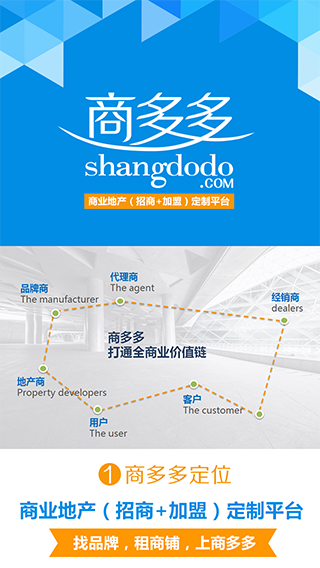 商多多
shangdodo
.COM
商业地产（招商+加盟）定制平台
代理商
The agent
品牌商
The manufacturer
经销商
dealers
商多多
打通全商业价值链
地产商
Property developers
客户
The customer
用户
The user
1 商多多定位
商业地产（招商+加盟）定制平台
找品牌，租商铺，上商多多